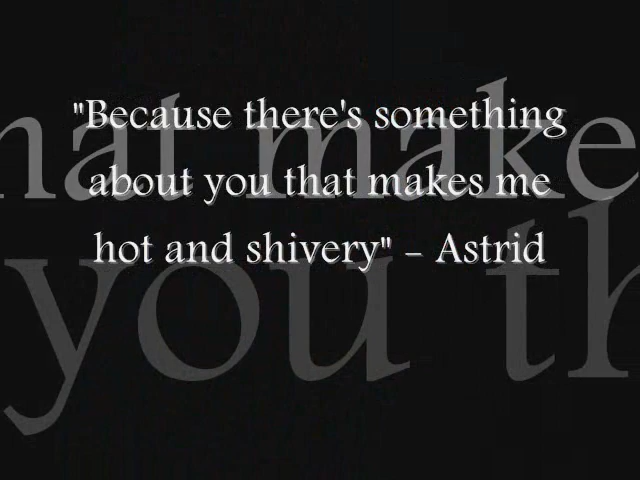 "Because there's something
about you that makes me
hot and shivery" - Astrid
hat make
you th